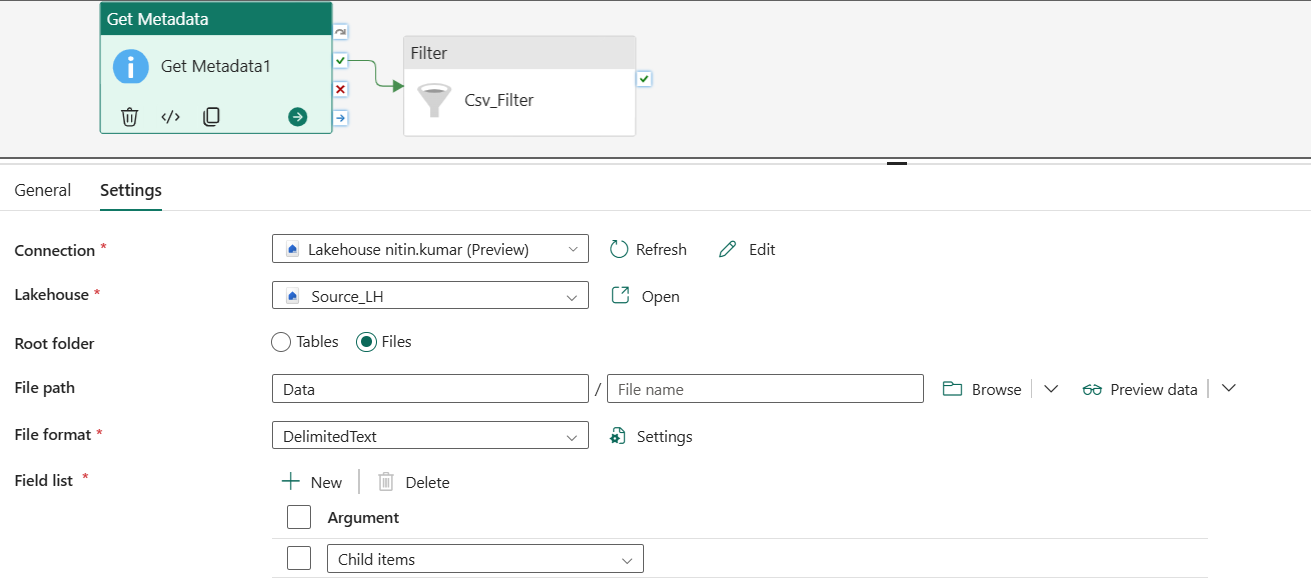 Get Metadata
Get Metadata1
Filter
Csv_Filter
General Settings
Connection * Lakehouse nitin.kumar (Preview) Refresh Edit
Lakehouse * Source_LH Open
Root folder Tables Files
File path Data / File name Browse Preview data
File format * DelimitedText Settings
Field list * New Delete
Argument
Child items